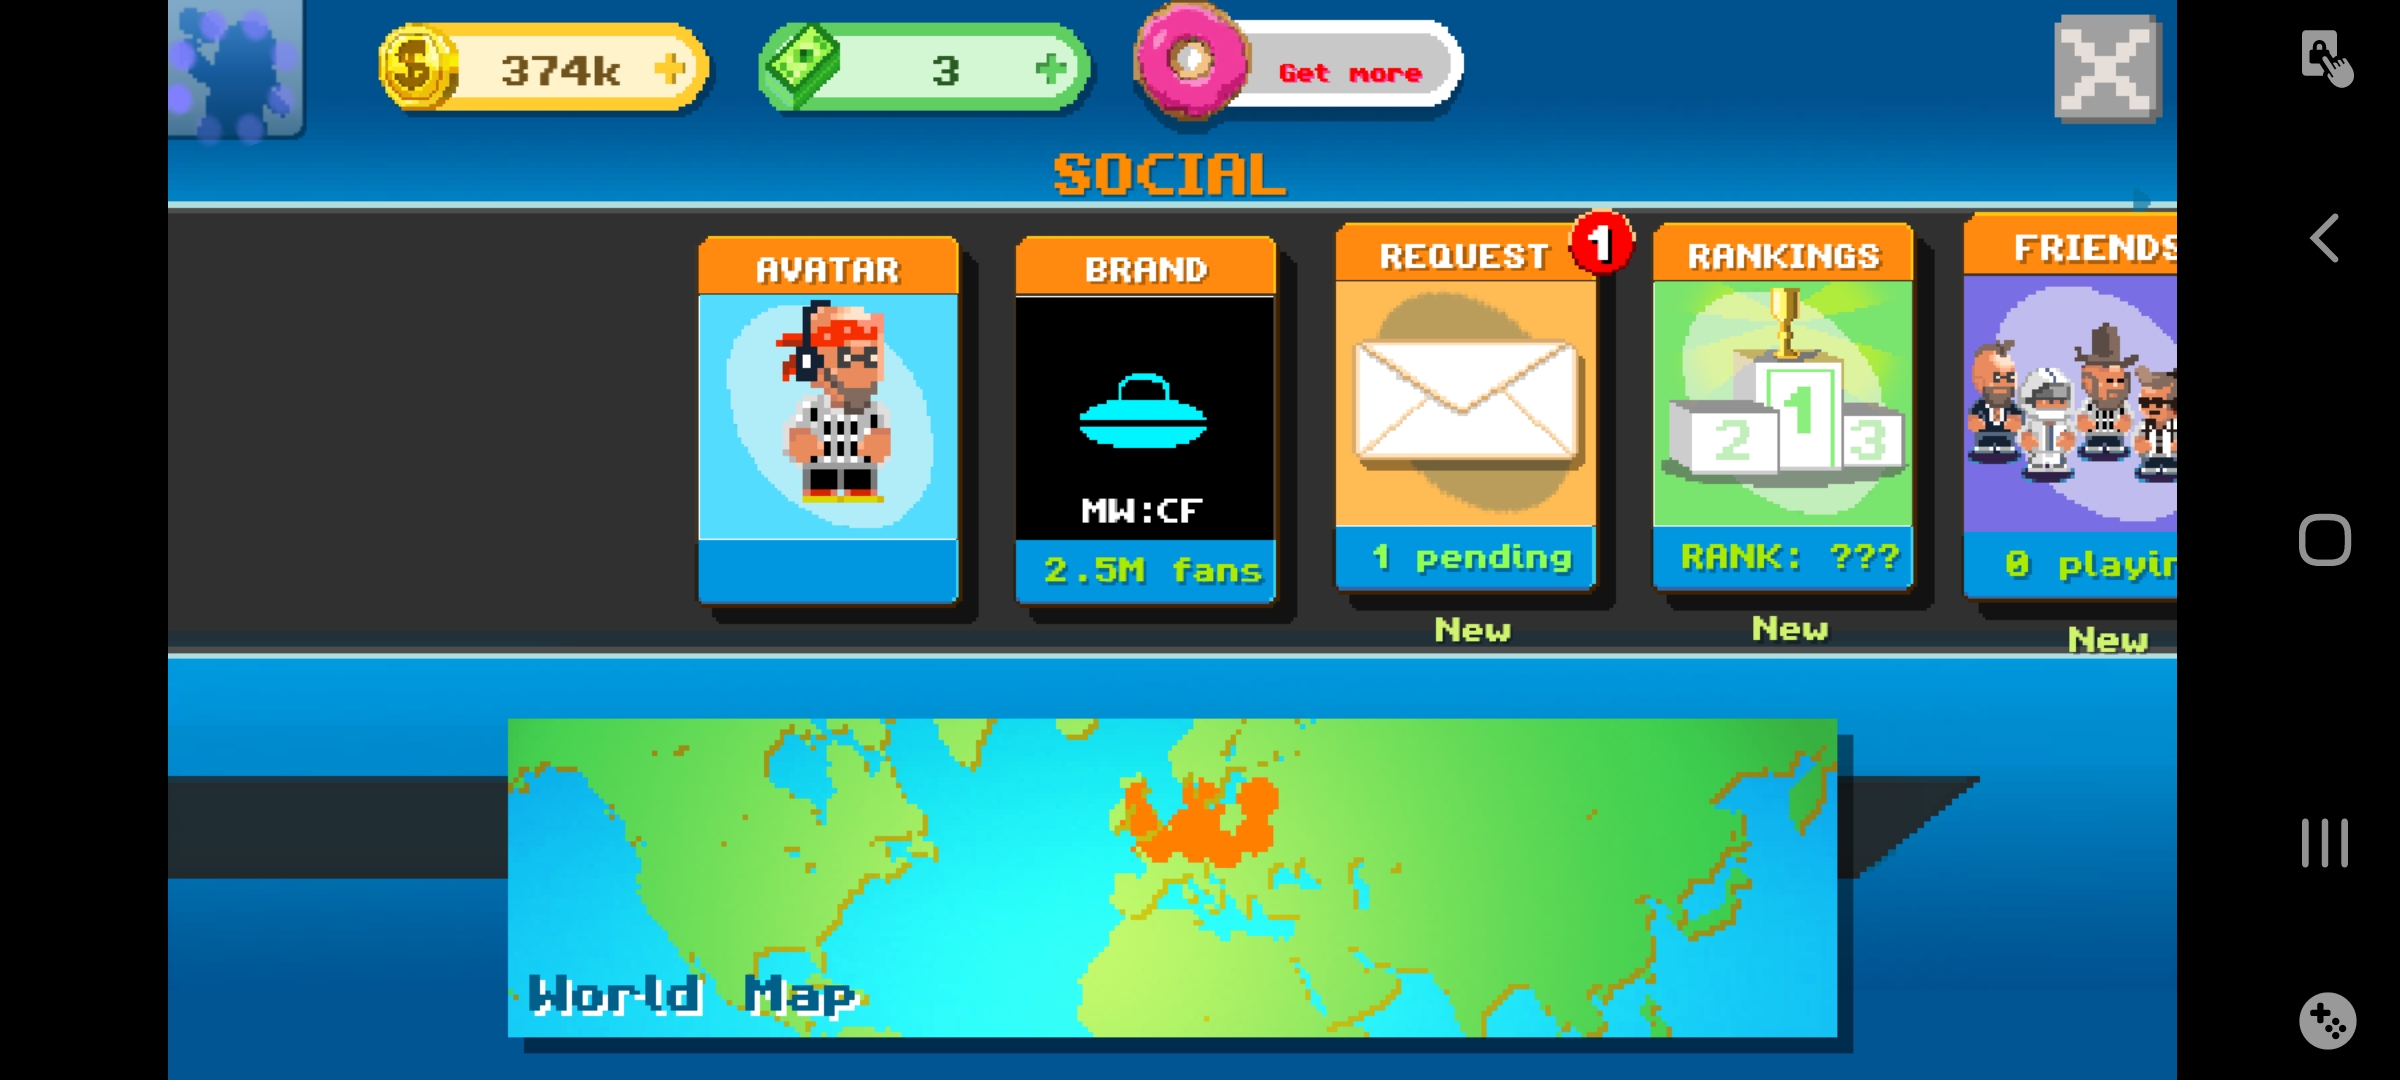 374k
3
Get more
SOCIAL
AVATAR
BRAND
MW:CF
2.5M fans
REQUEST
1
1 pending
New
RANKINGS
1
2
3
RANK: ???
New
FRIENDS
0 playin
New
World Map